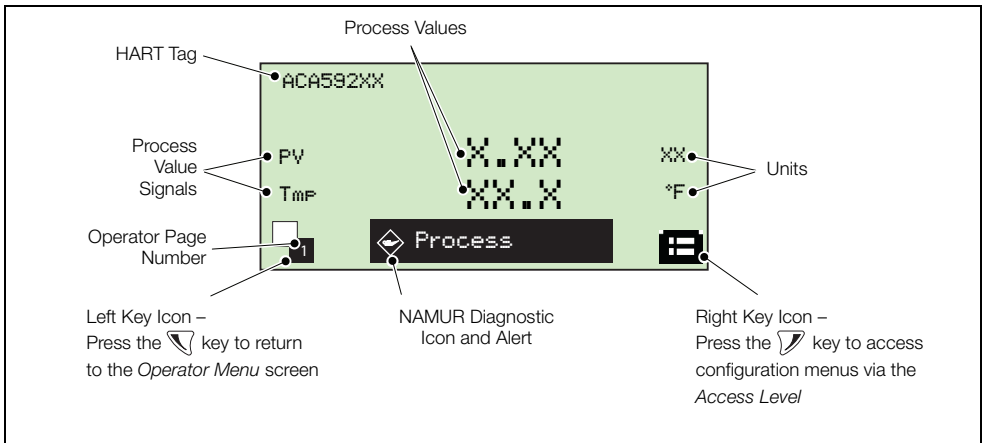 Process Values
HART Tag
ACA592XX
Process
Value
Signals
PV
X.XX
XX
Units
Tmp
XX.X
°F
Operator Page
Number
1
Process
Left Key Icon –
Press the key to return
to the Operator Menu screen
NAMUR Diagnostic
Icon and Alert
Right Key Icon –
Press the key to access
configuration menus via the
Access Level